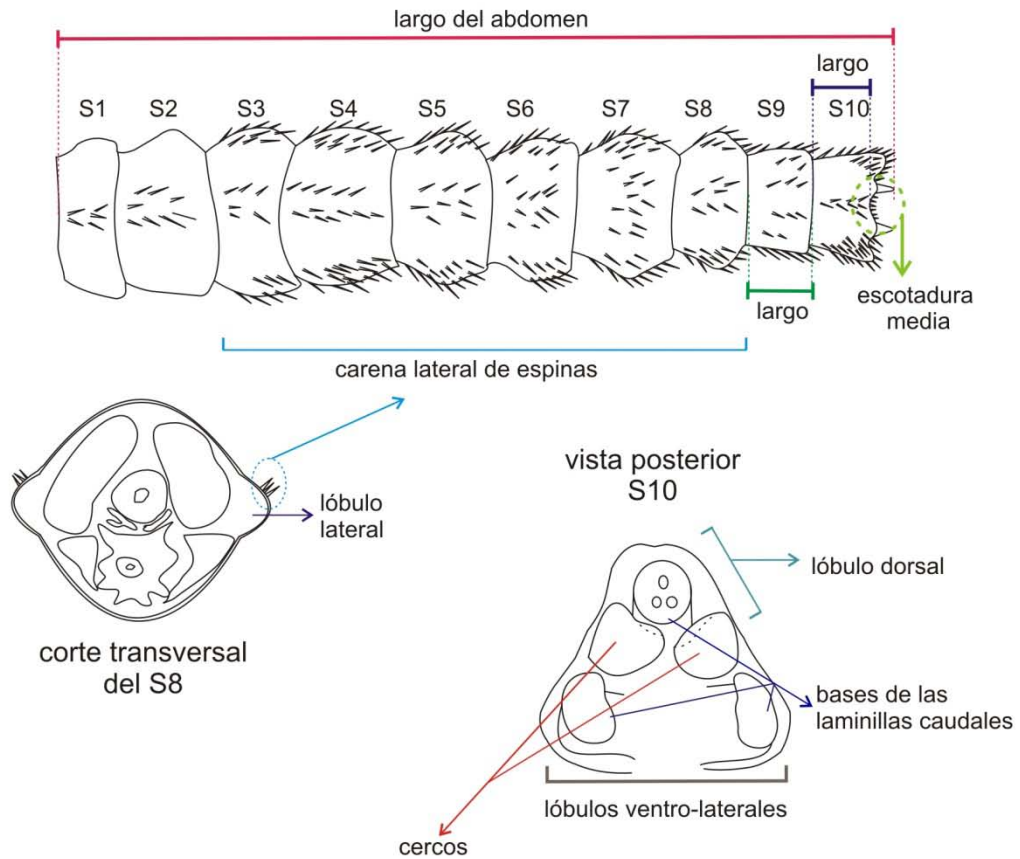 largo del abdomen
largo
S1 S2 S3 S4 S5 S6 S7 S8 S9 S10
largo
escotadura
media
carena lateral de espinas
lóbulo
lateral
corte transversal
del S8
vista posterior
S10
lóbulo dorsal
bases de las
laminillas caudales
lóbulos ventro-laterales
cercos